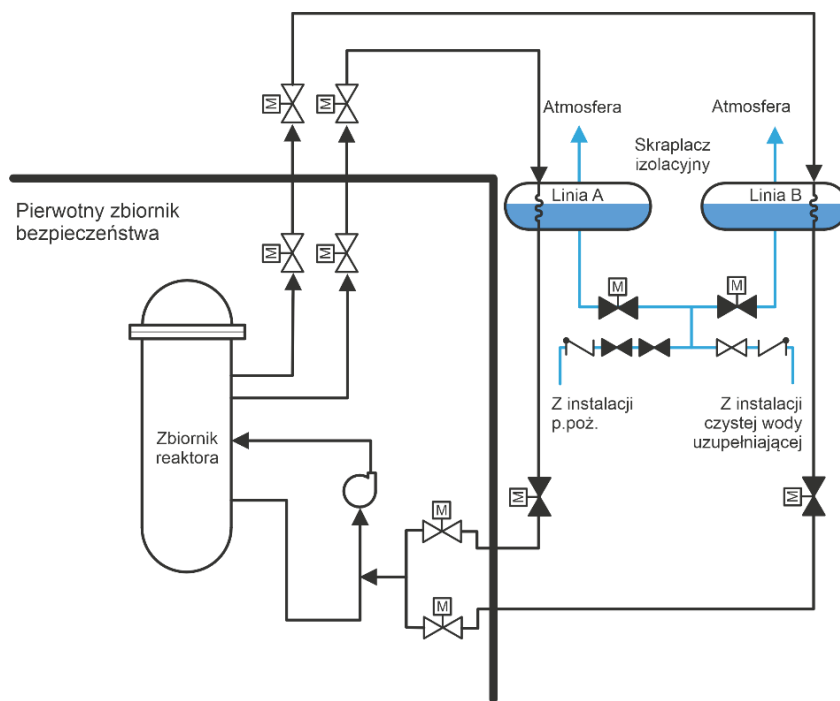 M
M
Atmosfera
Atmosfera
Skraplacz
izolacyjny
Linia A
Linia B
Pierwotny zbiornik
bezpieczeństwa
M
M
M
M
Z instalacji
p.poż.
Z instalacji
czystej wody
uzupełniającej
Zbiornik
reaktora
M
M
M
M